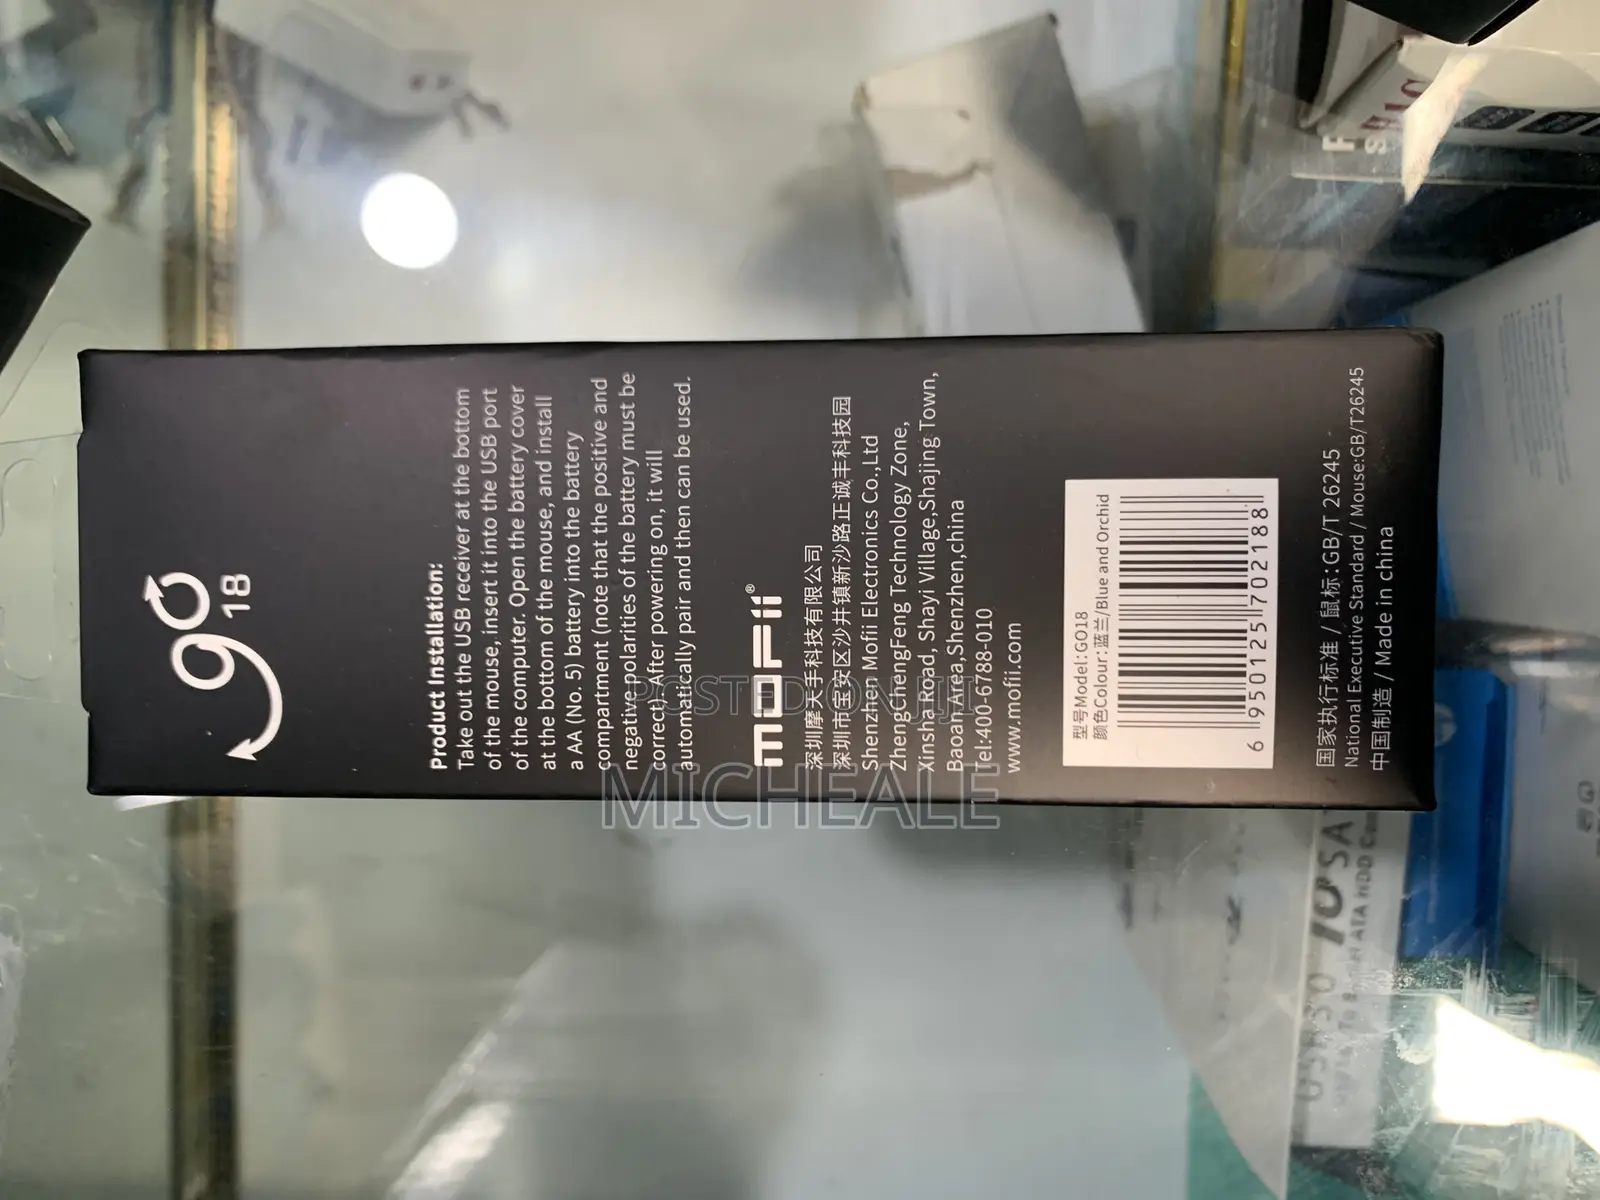 go
18
Product Installation:
Take out the USB receiver at the bottom
of the mouse, insert it into the USB port
of the computer. Open the battery cover
at the bottom of the mouse, and install
a AA (No. 5) battery into the battery
compartment (note that the positive and
negative polarities of the battery must be
correct).After powering on, it will
automatically pair and then can be used.
MOFii®
深圳摩天手科技有限公司
深圳市宝安区沙井镇新沙路正诚丰科技园
Shenzhen Mofii Electronics Co.,Ltd
ZhengChengFeng Technology Zone,
Xinsha Road, Shayi Village,Shajing Town,
Baoan Area,Shenzhen,china
Tel:400-6788-010
www.mofii.com
型号Model:GO18
颜色Colour:蓝兰/Blue and Orchid
6 950125 702188
国家执行标准 / 鼠标:GB/T 26245
National Executive Standard / Mouse:GB/T26245
中国制造 / Made in china
POSTED ON JIJI
MICHEALE